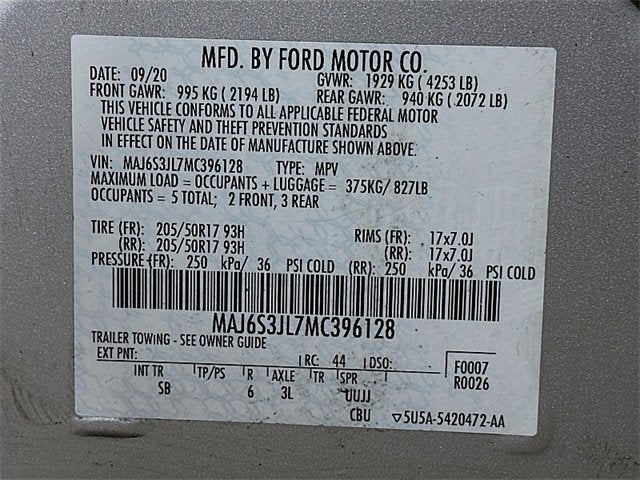 MFD. BY FORD MOTOR CO.
DATE: 09/20 GVWR: 1929 KG ( 4253 LB)
FRONT GAWR: 995 KG ( 2194 LB) REAR GAWR: 940 KG ( 2072 LB)
THIS VEHICLE CONFORMS TO ALL APPLICABLE FEDERAL MOTOR
VEHICLE SAFETY AND THEFT PREVENTION STANDARDS
IN EFFECT ON THE DATE OF MANUFACTURE SHOWN ABOVE.
VIN: MAJ6S3JL7MC396128 TYPE: MPV
MAXIMUM LOAD = OCCUPANTS + LUGGAGE = 375KG/ 827LB
OCCUPANTS = 5 TOTAL; 2 FRONT, 3 REAR
TIRE (FR): 205/50R17 93H RIMS (FR): 17x7.0J
(RR): 205/50R17 93H (RR): 17x7.0J
PRESSURE (FR): 250 kPa/ 36 PSI COLD (RR): 250 kPa/ 36 PSI COLD
MAJ6S3JL7MC396128
TRAILER TOWING - SEE OWNER GUIDE
EXT PNT: RC: 44 DSO: F0007
INT TR TP/PS R AXLE TR SPR R0026
SB 6 3L UUJJ
CBU ▽5U5A-5420472-AA